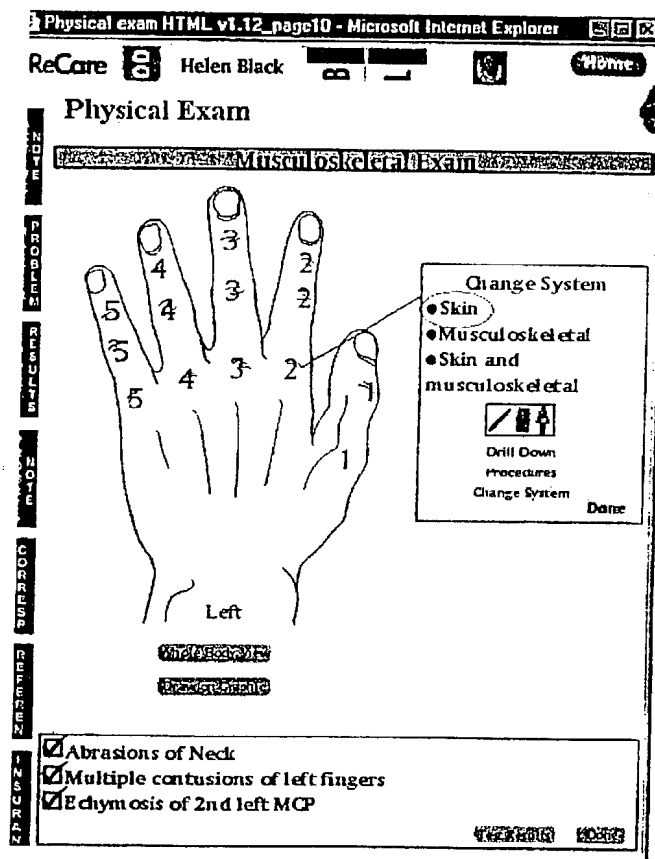 Physical exam HTML v1.12_page10 - Microsoft Internet Explorer
ReCare Helen Black B L Home
Physical Exam
Musculoskeletal Exam
NOTE
PROBLEM
RESULTS
NOTE
CORRESP
REFEREN
INSURAN
3
4 2
3 2
5 4
5
5 4 3 2 1
1
Change System
Skin
Musculoskeletal
Skin and
musculoskeletal
Drill Down
Procedures
Change System
Done
Left
Whole Body View
Abrasions of Neck
Multiple contusions of left fingers
Echymosis of 2nd left MCP